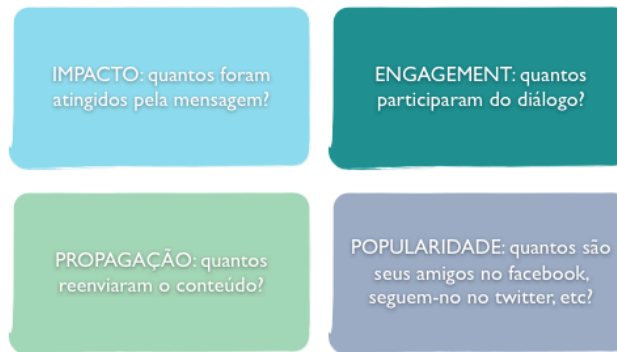 IMPACTO: quantos foram
atingidos pela mensagem?
ENGAGEMENT: quantos
participaram do diálogo?
PROPAGAÇÃO: quantos
reenviaram o conteúdo?
POPULARIDADE: quantos são
seus amigos no facebook,
seguem-no no twitter, etc?